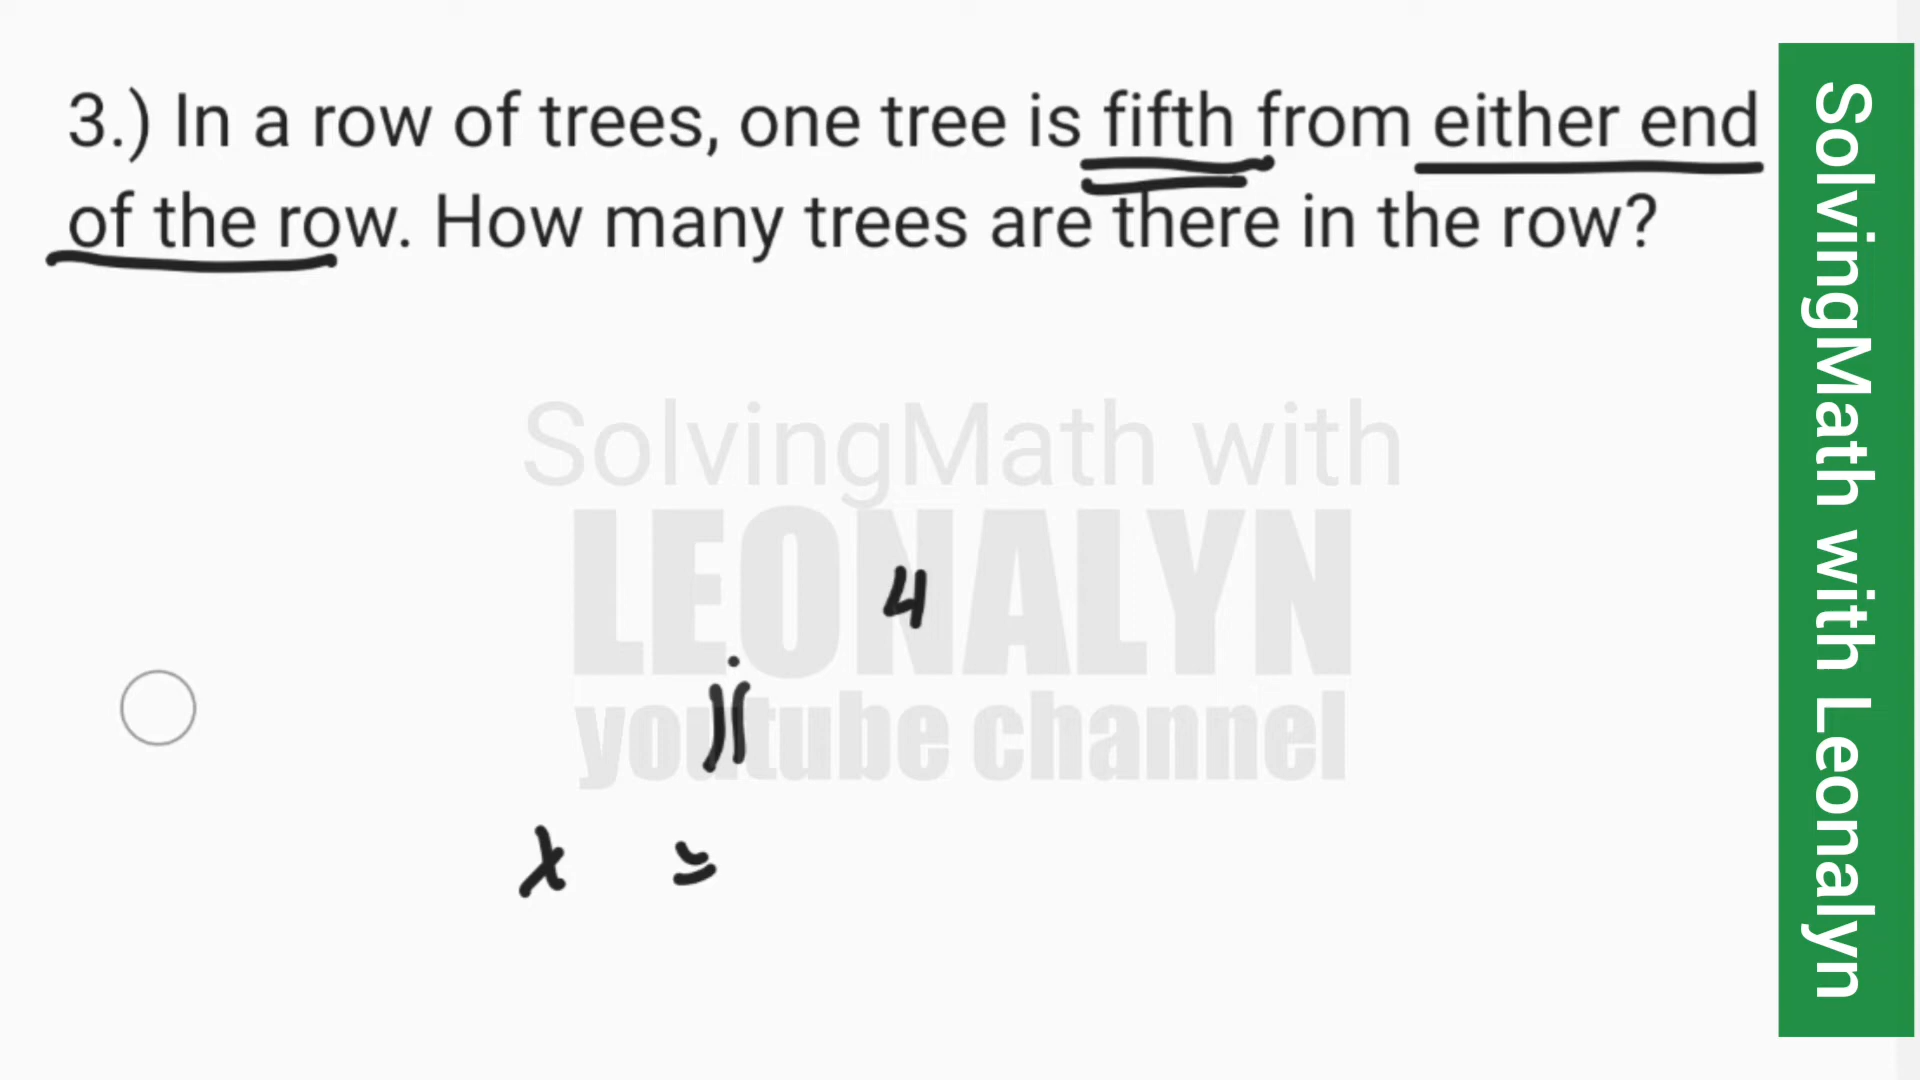 3.) In a row of trees, one tree is fifth from either end
of the row. How many trees are there in the row?
SolvingMath with
LEONALYN
youtube channel
4
x =
SolvingMath with Leonalyn